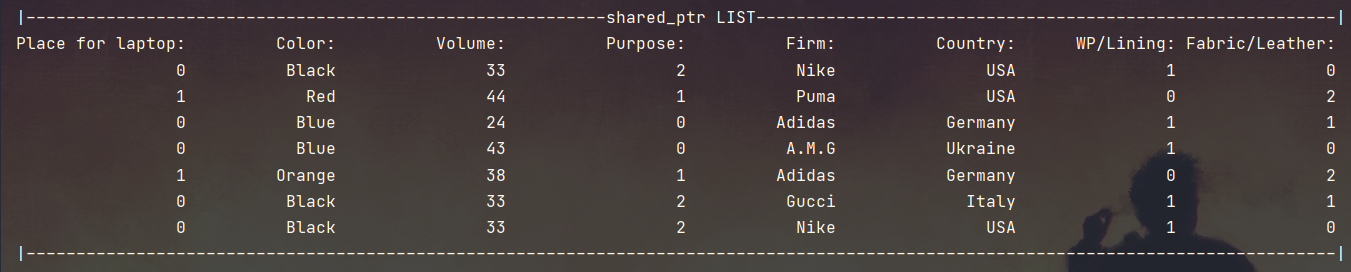 |----------------------------------------------------------shared_ptr LIST----------------------------------------------------------|
Place for laptop: Color: Volume: Purpose: Firm: Country: WP/Lining: Fabric/Leather:
0 Black 33 2 Nike USA 1 0
1 Red 44 1 Puma USA 0 2
0 Blue 24 0 Adidas Germany 1 1
0 Blue 43 0 A.M.G Ukraine 1 0
1 Orange 38 1 Adidas Germany 0 2
0 Black 33 2 Gucci Italy 1 1
0 Black 33 2 Nike USA 1 0
|-----------------------------------------------------------------------------------------------------------------------------------|